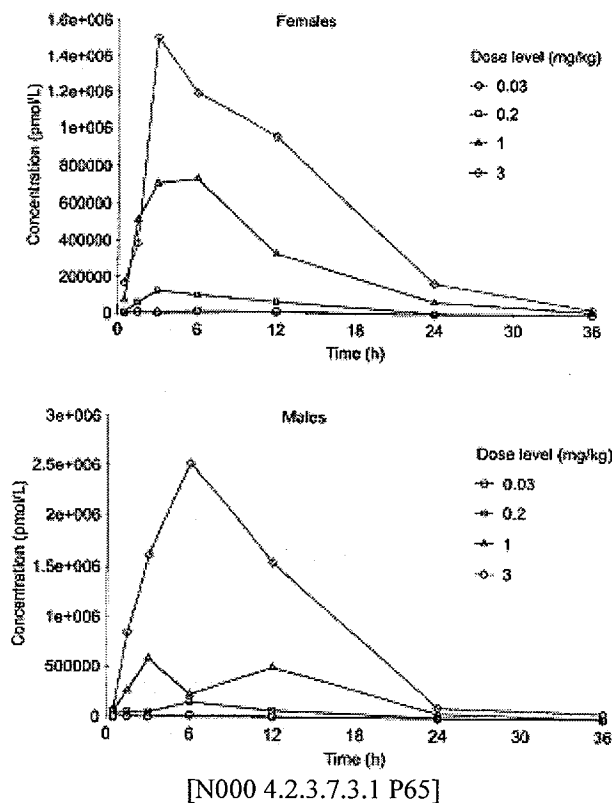 Females
1.6e+006
1.4e+006
1.2e+006
1e+006
800000
600000
400000
200000
0
Concentration (pmol/L)
0 6 12 18 24 30 36
Time (h)
Dose level (mg/kg)
0.03
0.2
1
3
Males
3e+006
2.5e+006
2e+006
1.5e+006
1e+006
500000
0
Concentration (pmol/L)
0 6 12 18 24 30 36
Time (h)
Dose level (mg/kg)
0.03
0.2
1
3
[N000 4.2.3.7.3.1 P65]